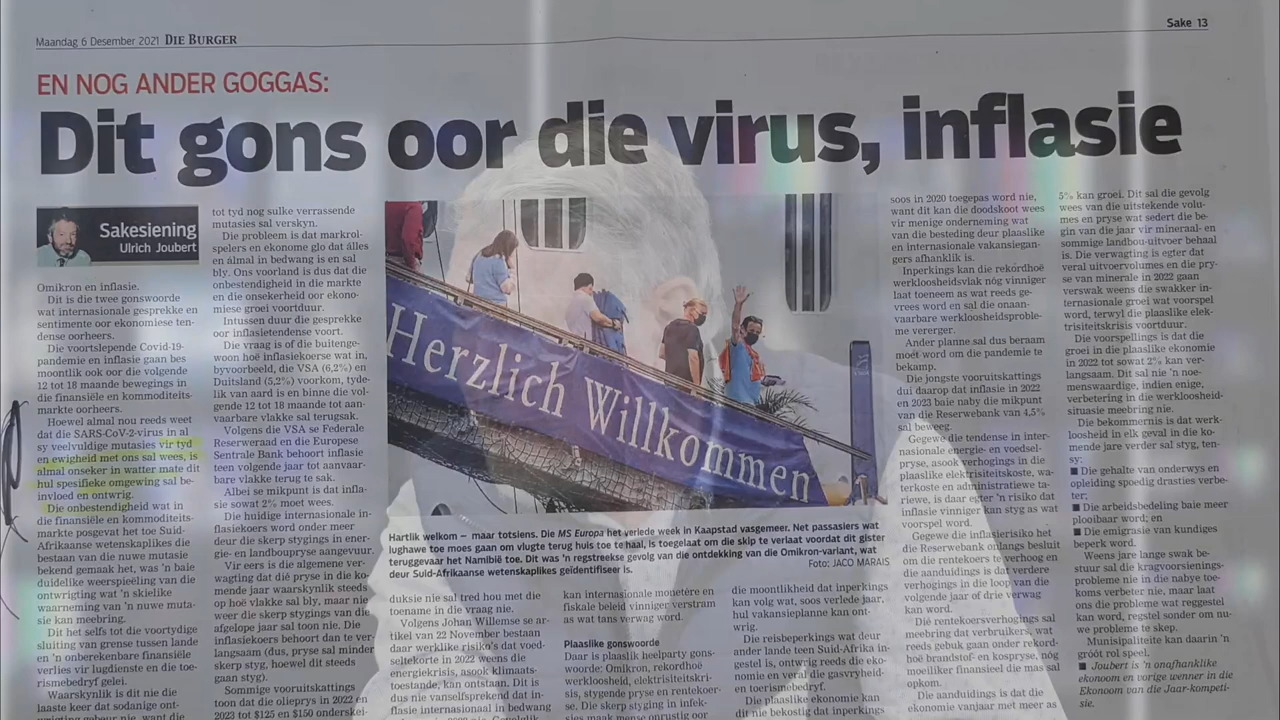 Maandag 6 Desember 2021 DIE BURGER
Sake 13
EN NOG ANDER GOGGAS:
Dit gons oor die virus, inflasie
Sakesiening
Ulrich Joubert
Omikron en inflasie.
Dit is die twee gonswoorde
wat internasionale gesprekke en
sentimente oor ekonomiese ten-
dense oorheers.
Die voortslepende Covid-19-
pandemie en inflasie gaan bes
moontlik ook oor die volgende
12 tot 18 maande bewegings in
die finansiële en kommoditeits-
markte oorheers.
Hoewel almal nou reeds weet
dat die SARS-CoV-2-virus in al
sy veelvuldige mutasies vir tyd
en ewigheid met ons sal wees, is
almal onseker in watter mate dit
hul spesifieke omgewing sal be-
invloed en ontwrig.
Die onbestendigheid wat in
die finansiële en kommoditeits-
markte posgevat het toe Suid-
Afrikaanse wetenskaplikes die
bestaan van die nuwe mutasie
bekend gemaak het, was 'n baie
duidelike weerspieëling van die
ontwrigting wat 'n skielike
waarneming van 'n nuwe muta-
sie kan meebring.
Dit het selfs tot die voortydige
sluiting van grense tussen lande
en 'n onberekenbare finansiële
verlies vir lugdienste en die toe-
rismebedryf gelei.
Waarskynlik is dit nie die
laaste keer dat sodanige ont-
tot tyd nog sulke verrassende
mutasies sal verskyn.
Die probleem is dat markrol-
spelers en ekonome glo dat álles
en álmal in bedwang is en sal
bly. Ons voorland is dus dat die
onbestendigheid in die markte
en die onsekerheid oor ekono-
miese groei voortduur.
Intussen duur die gesprekke
oor inflasietendense voort.
Die vraag is of die buitenge-
woon hoë inflasiekoerse wat in,
byvoorbeeld, die VSA (6,2%) en
Duitsland (5,2%) voorkom, tyde-
lik van aard is en binne die vol-
gende 12 tot 18 maande tot aan-
vaarbare vlakke sal terugsak.
Volgens die VSA se Federale
Reserweraad en die Europese
Sentrale Bank behoort inflasie
teen volgende jaar tot aanvaar-
bare vlakke terug te sak.
Albei se mikpunt is dat infla-
sie sowat 2% moet wees.
Die huidige internasionale in-
flasiekoers word onder meer
deur die skerp stygings in ener-
gie- en landboupryse aangevuur.
Vir eers is die algemene ver-
wagting dat dié pryse in die ko-
mende jaar waarskynlik steeds
op hoë vlakke sal bly, maar nie
weer die skerp stygings van die
afgelope jaar sal toon nie. Die
inflasiekoers behoort dan te ver-
langsaam (dus, pryse sal minder
skerp styg, hoewel dit steeds
gaan styg).
Sommige vooruitskattings
toon dat die olieprys in 2022 en
2023 tot $125 en $150 onderskei-
Herzlich Willkommen
Hartlik welkom – maar totsiens. Die MS Europa het verlede week in Kaapstad vasgemeer. Net passasiers wat
lughawe toe moes gaan om vlugte terug huis toe te haal, is toegelaat om die skip te verlaat voordat dit gister
teruggevaar het Namibië toe. Dit was 'n regstreekse gevolg van die ontdekking van die Omikron-variant, wat
deur Suid-Afrikaanse wetenskaplikes geïdentifiseer is.
Foto: JACO MARAIS
duksie nie sal tred hou met die
toename in die vraag nie.
Volgens Johan Willemse se ar-
tikel van 22 November bestaan
daar werklike risiko's dat voed-
seltekorte in 2022 weens die
energiekrisis, asook klimaats-
toestande, kan ontstaan. Dit is
dus nie vanselfsprekend dat in-
flasie internasionaal in bedwang
kan internasionale monetêre en
fiskale beleid vinniger verstram
as wat tans verwag word.
Plaaslike gonswoorde
Daar is plaaslik heelparty gons-
woorde: Omikron, rekordhoë
werkloosheid, elektrisiteitskri-
sis, stygende pryse en rentekoer-
se. Die skerp styging in infek-
sies maak mense onrustig oor
die moontlikheid dat inperkings
kan volg wat, soos verlede jaar,
hul vakansieplanne kan ont-
wrig.
Die reisbeperkings wat deur
ander lande teen Suid-Afrika in-
gestel is, ontwrig reeds die eko-
nomie en veral die gasvryheid-
en toerismebedryf.
Die plaaslike ekonomie kan
dit nie bekostig dat inperkings
soos in 2020 toegepas word nie,
want dit kan die doodskoot wees
vir menige onderneming wat
van die besteding deur plaaslike
en internasionale vakansiegan-
gers afhanklik is.
Inperkings kan die rekordhoë
werkloosheidsvlak nóg vinniger
laat toeneem as wat reeds ge-
vrees word en sal die onaan-
vaarbare werkloosheidsproble-
me vererger.
Ander planne sal dus beraam
moet word om die pandemie te
bekamp.
Die jongste vooruitskattings
dui daarop dat inflasie in 2022
en 2023 baie naby die mikpunt
van die Reserwebank van 4,5%
sal beweeg.
Gegewe die tendense in inter-
nasionale energie- en voedsel-
pryse, asook verhogings in die
plaaslike elektrisiteitskoste, wa-
terkoste en administratiewe ta-
riewe, is daar egter 'n risiko dat
inflasie vinniger kan styg as wat
voorspel word.
Gegewe die inflasierisiko het
die Reserwebank onlangs besluit
om die rentekoers te verhoog en
die aanduidings is dat verdere
verhogings in die loop van die
volgende jaar of drie verwag
kan word.
Dié rentekoersverhogings sal
meebring dat verbruikers, wat
reeds gebuk gaan onder rekord-
hoë brandstof- en kospryse, nóg
moeiliker finansieel die mas sal
opkom.
Die aanduidings is dat die
ekonomie vanjaar met meer as
5% kan groei. Dit sal die gevolg
wees van die uitstekende volu-
mes en pryse wat sedert die be-
gin van die jaar vir mineraal- en
sommige landbou-uitvoer behaal
is. Die verwagting is egter dat
veral uitvoervolumes en die pry-
se van minerale in 2022 gaan
verswak weens die swakker in-
ternasionale groei wat voorspel
word, terwyl die plaaslike elek-
trisiteitskrisis voortduur.
Die voorspellings is dat die
groei in die plaaslike ekonomie
in 2022 tot sowat 2% kan ver-
langsaam. Dit sal nie 'n noe-
menswaardige, indien enige,
verbetering in die werkloosheid-
situasie meebring nie.
Die bekommernis is dat werk-
loosheid in elk geval in die ko-
mende jare verder sal styg, ten-
sy:
■ Die gehalte van onderwys en
opleiding spoedig drasties verbe-
ter;
■ Die arbeidsbedeling baie meer
plooibaar word; en
■ Die emigrasie van kundiges
beperk word.
Weens jare lange swak be-
stuur sal die kragvoorsienings-
probleme nie in die nabye toe-
koms verbeter nie, maar laat
ons die probleme wat reggestel
kan word, regstel sonder om nu-
we probleme te skep.
Munisipaliteite kan daarin 'n
groot rol speel.
■ Joubert is 'n onafhanklike
ekonoom en vorige wenner in die
Ekonoom van die Jaar-kompeti-
sie.